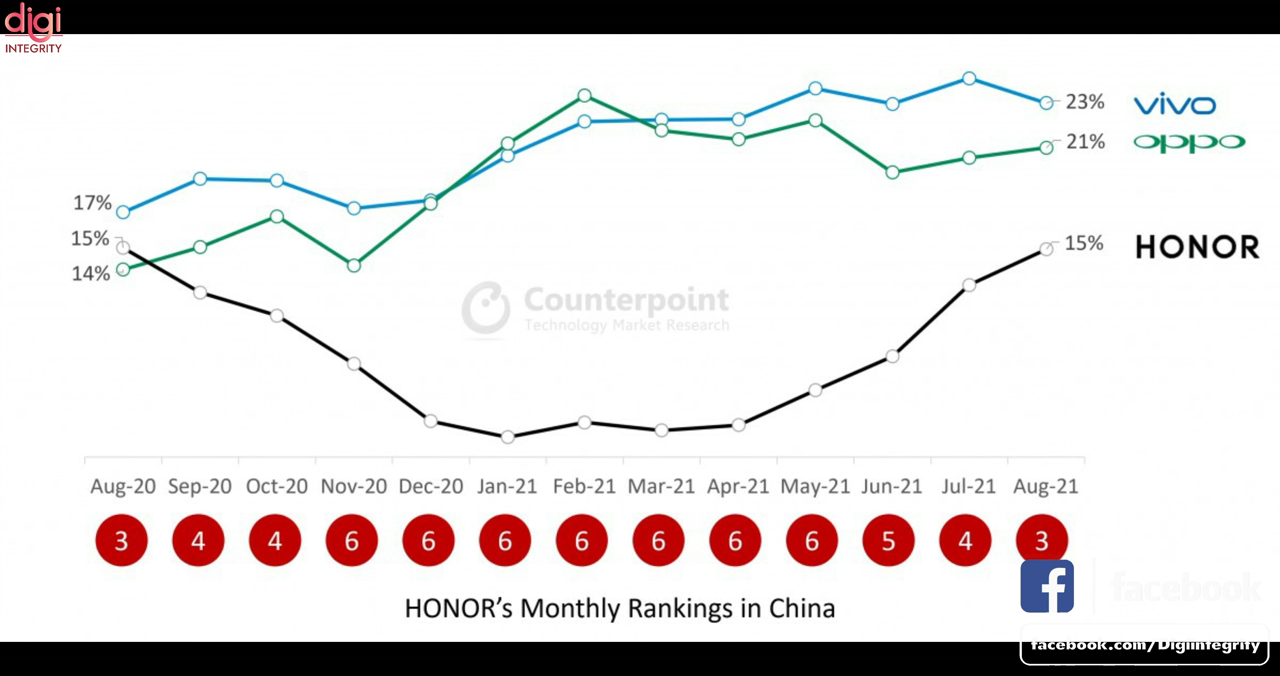 digi
INTEGRITY
23%
vivo
21%
oppo
17%
15%
14%
15%
HONOR
Counterpoint
Technology Market Research
Aug-20 Sep-20 Oct-20 Nov-20 Dec-20 Jan-21 Feb-21 Mar-21 Apr-21 May-21 Jun-21 Jul-21 Aug-21
3 4 4 6 6 6 6 6 6 6 5 4 3
f facebook
HONOR’s Monthly Rankings in China
facebook.com/Digiintegrity